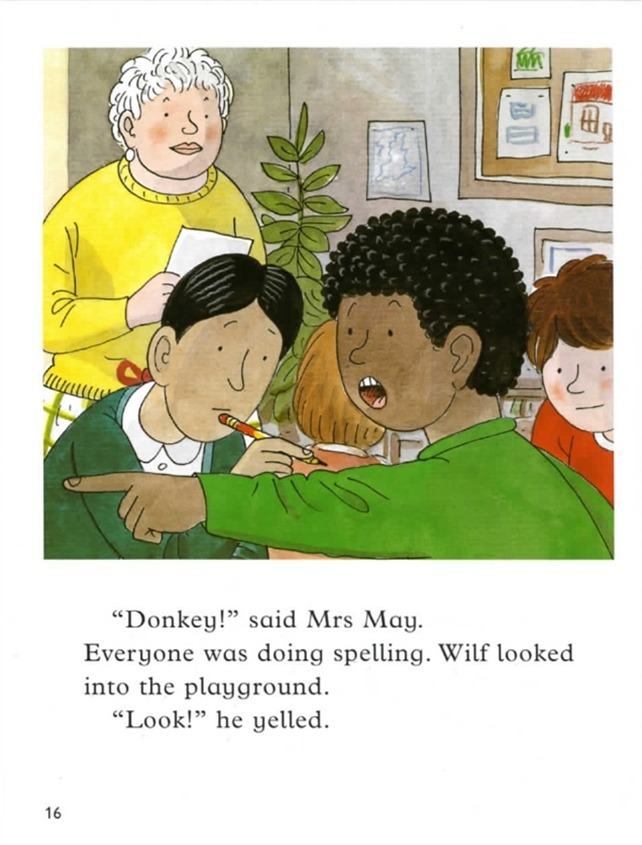 “Donkey!” said Mrs May.
Everyone was doing spelling. Wilf looked
into the playground.
“Look!” he yelled.
16